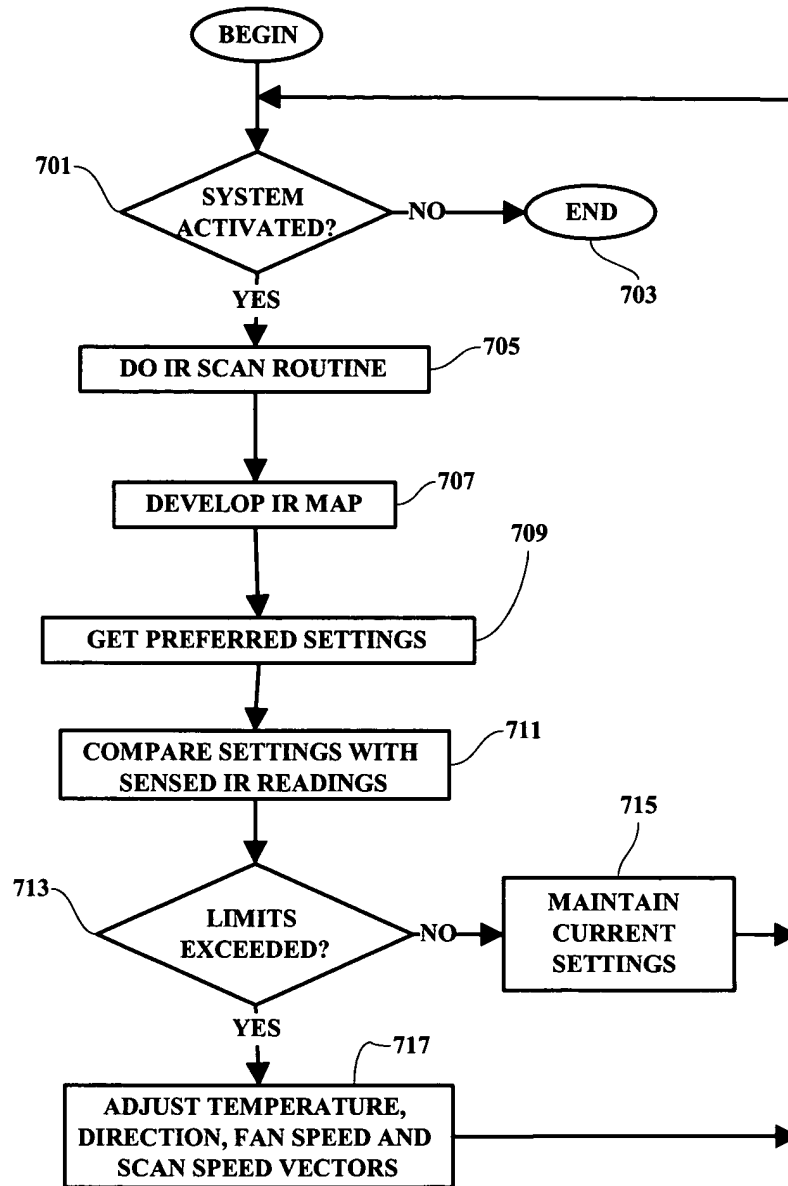 BEGIN
701
SYSTEM
ACTIVATED?
NO
END
703
YES
DO IR SCAN ROUTINE
705
DEVELOP IR MAP
707
709
GET PREFERRED SETTINGS
COMPARE SETTINGS WITH
SENSED IR READINGS
711
713
LIMITS
EXCEEDED?
NO
715
MAINTAIN
CURRENT
SETTINGS
YES
717
ADJUST TEMPERATURE,
DIRECTION, FAN SPEED AND
SCAN SPEED VECTORS